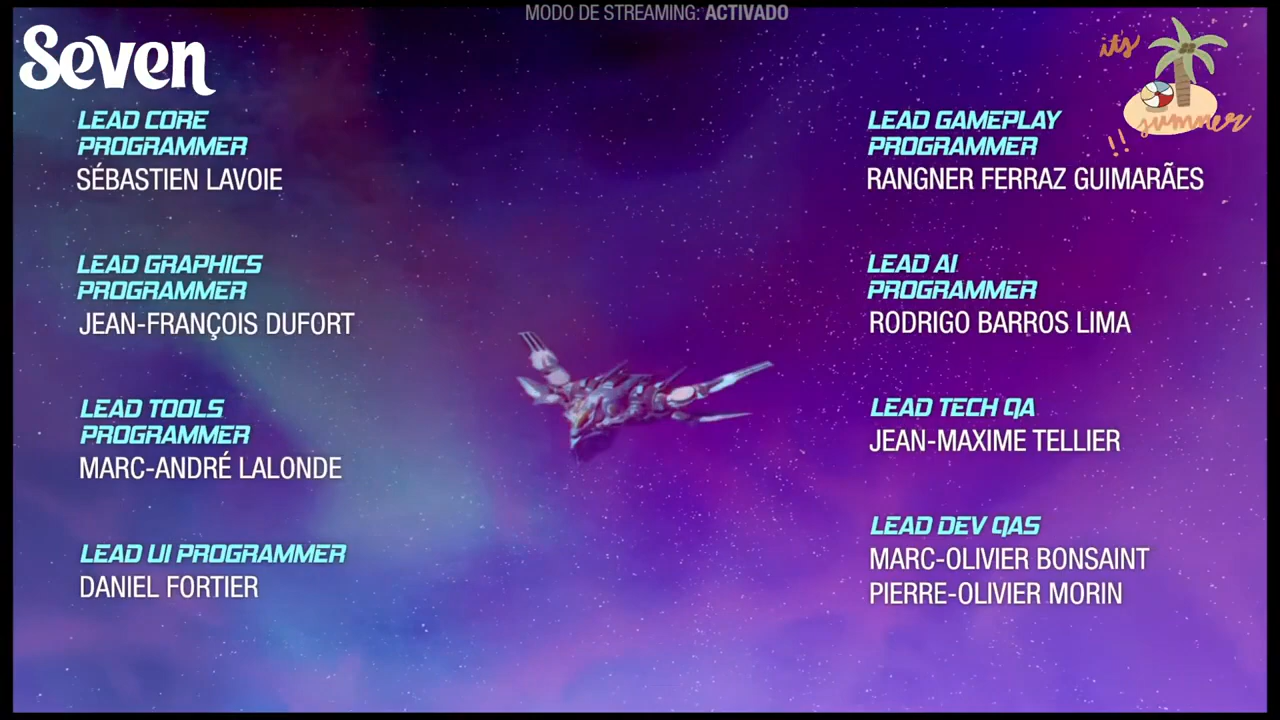 MODO DE STREAMING: ACTIVADO
Seven
it's
summer
!!
LEAD CORE
PROGRAMMER
SÉBASTIEN LAVOIE
LEAD GRAPHICS
PROGRAMMER
JEAN-FRANÇOIS DUFORT
LEAD TOOLS
PROGRAMMER
MARC-ANDRÉ LALONDE
LEAD UI PROGRAMMER
DANIEL FORTIER
LEAD GAMEPLAY
PROGRAMMER
RANGNER FERRAZ GUIMARÃES
LEAD AI
PROGRAMMER
RODRIGO BARROS LIMA
LEAD TECH QA
JEAN-MAXIME TELLIER
LEAD DEV QAS
MARC-OLIVIER BONSAINT
PIERRE-OLIVIER MORIN